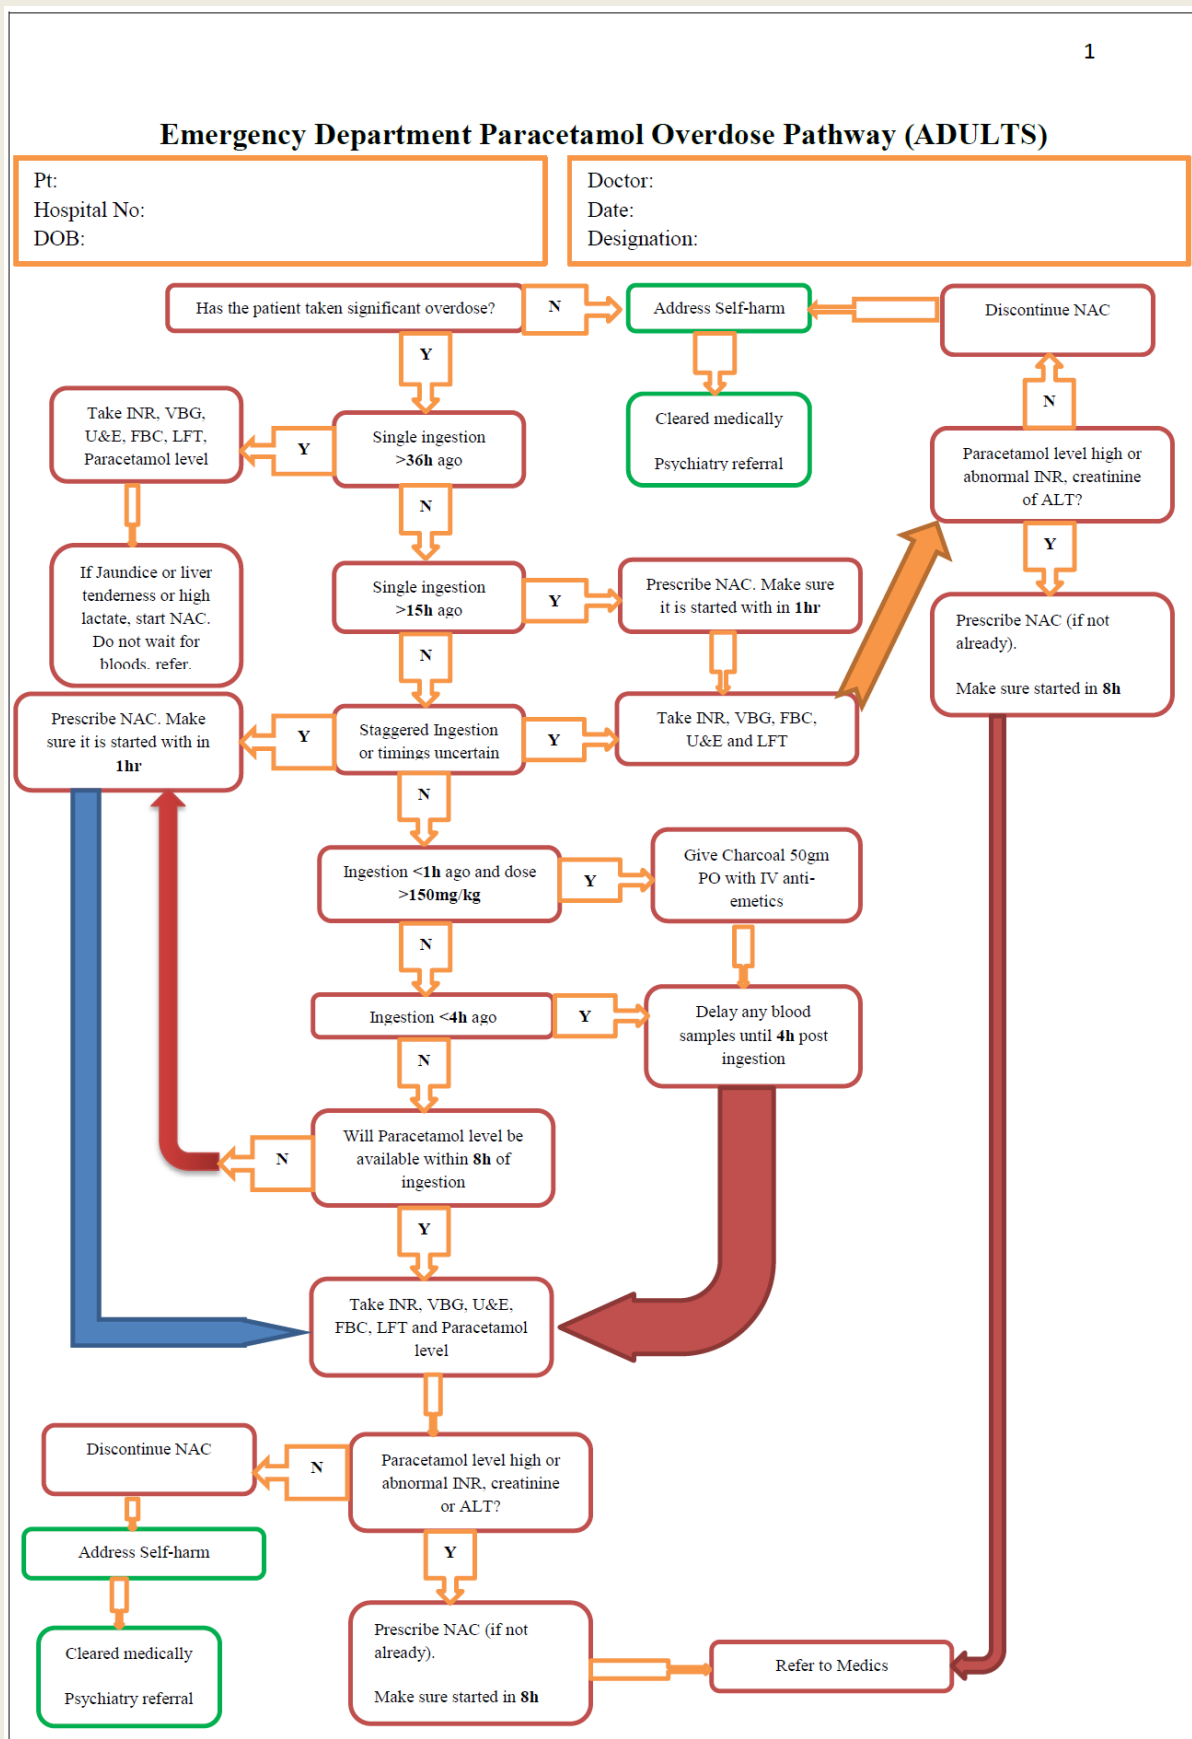 1
Emergency Department Paracetamol Overdose Pathway (ADULTS)
Pt:
Hospital No:
DOB:
Doctor:
Date:
Designation:
Has the patient taken significant overdose?
N
Address Self-harm
Discontinue NAC
Y
N
Take INR, VBG,
U&E, FBC, LFT,
Paracetamol level
Y
Single ingestion
>36h ago
Cleared medically
Psychiatry referral
Paracetamol level high or
abnormal INR, creatinine
of ALT?
N
Y
If Jaundice or liver
tenderness or high
lactate, start NAC.
Do not wait for
bloods. refer.
Single ingestion
>15h ago
Y
Prescribe NAC. Make sure
it is started with in 1hr
Prescribe NAC (if not
already).
Make sure started in 8h
N
Prescribe NAC. Make
sure it is started with in
1hr
Y
Staggered Ingestion
or timings uncertain
Y
Take INR, VBG, FBC,
U&E and LFT
N
Ingestion <1h ago and dose
>150mg/kg
Y
Give Charcoal 50gm
PO with IV anti-
emetics
N
Ingestion <4h ago
Y
Delay any blood
samples until 4h post
ingestion
N
Will Paracetamol level be
available within 8h of
ingestion
N
Y
Take INR, VBG, U&E,
FBC, LFT and Paracetamol
level
Discontinue NAC
N
Paracetamol level high or
abnormal INR, creatinine
or ALT?
Address Self-harm
Y
Cleared medically
Psychiatry referral
Prescribe NAC (if not
already).
Make sure started in 8h
Refer to Medics